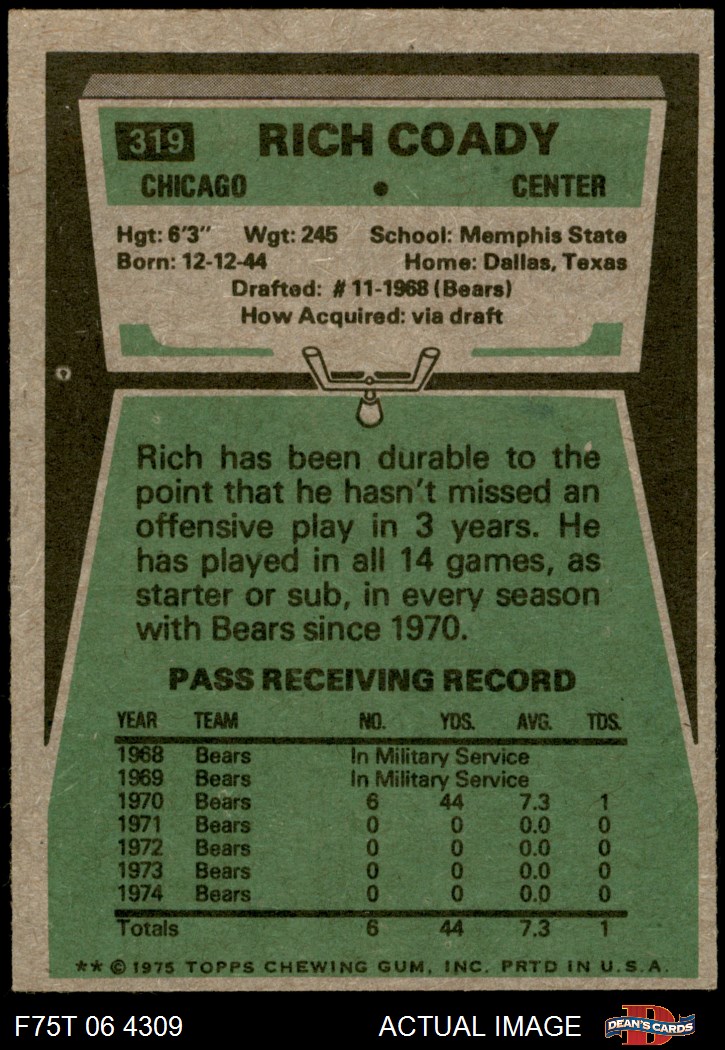 319 RICH COADY
CHICAGO • CENTER
Hgt: 6'3" Wgt: 245 School: Memphis State
Born: 12-12-44 Home: Dallas, Texas
Drafted: #11-1968 (Bears)
How Acquired: via draft
Rich has been durable to the
point that he hasn't missed an
offensive play in 3 years. He
has played in all 14 games, as
starter or sub, in every season
with Bears since 1970.
PASS RECEIVING RECORD
YEAR TEAM NO. YDS. AVG. TDS.
1968 Bears In Military Service
1969 Bears In Military Service
1970 Bears 6 44 7.3 1
1971 Bears 0 0 0.0 0
1972 Bears 0 0 0.0 0
1973 Bears 0 0 0.0 0
1974 Bears 0 0 0.0 0
Totals 6 44 7.3 1
** © 1975 TOPPS CHEWING GUM, INC. PRTD IN U.S.A.
F75T 06 4309 ACTUAL IMAGE D DEAN'S CARDS